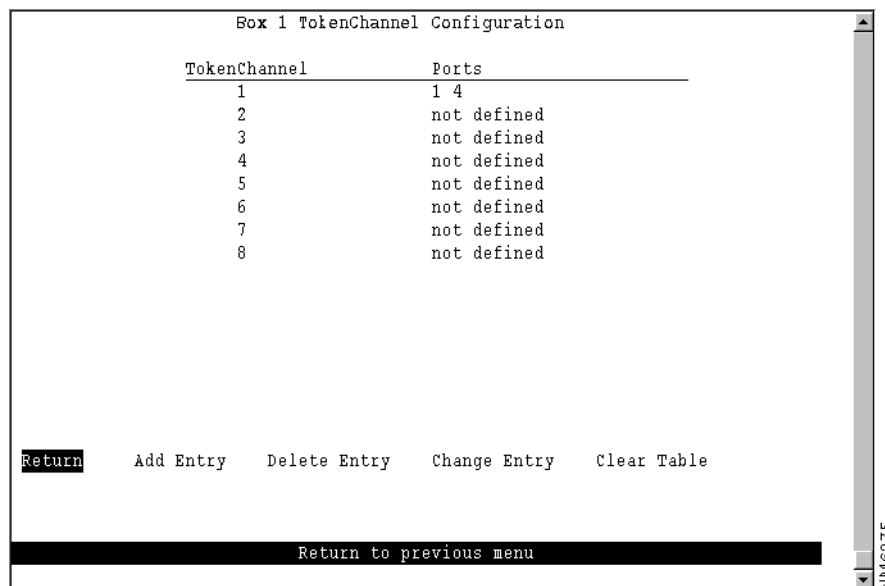 Box 1 TokenChannel Configuration
TokenChannel Ports
1 1 4
2 not defined
3 not defined
4 not defined
5 not defined
6 not defined
7 not defined
8 not defined
Return Add Entry Delete Entry Change Entry Clear Table
Return to previous menu